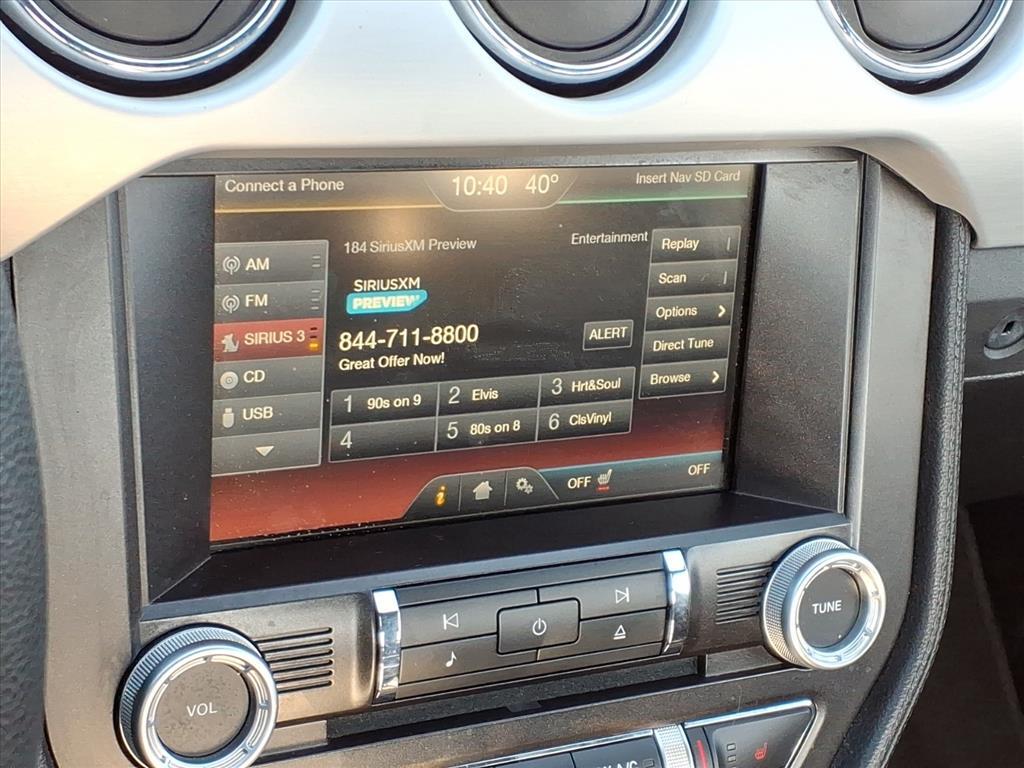 Connect a Phone
10:40 40°
Insert Nav SD Card
184 SiriusXM Preview
Entertainment
AM
FM
SIRIUS 3
CD
USB
SIRIUSXM
PREVIEW
844-711-8800
Great Offer Now!
ALERT
Replay
Scan
Options
Direct Tune
Browse
1 90s on 9
2 Elvis
3 Hrt&Soul
4
5 80s on 8
6 ClsVinyl
OFF
OFF
VOL
TUNE